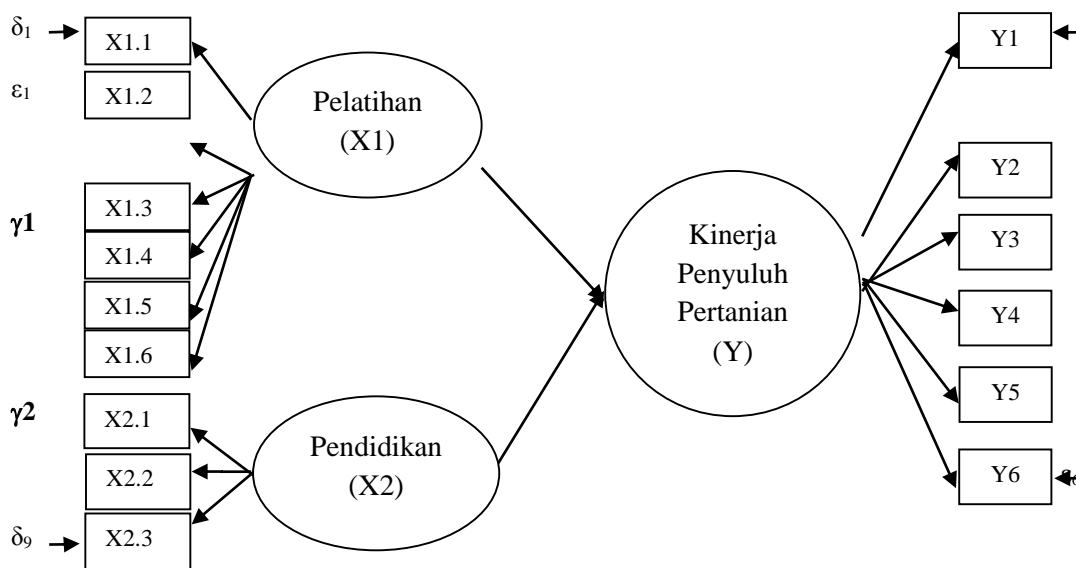 δ1
X1.1
ε1
X1.2
γ1
X1.3
X1.4
X1.5
X1.6
γ2
X2.1
X2.2
δ9
X2.3
Pelatihan
(X1)
Pendidikan
(X2)
Kinerja
Penyuluh
Pertanian
(Y)
Y1
Y2
Y3
Y4
Y5
Y6